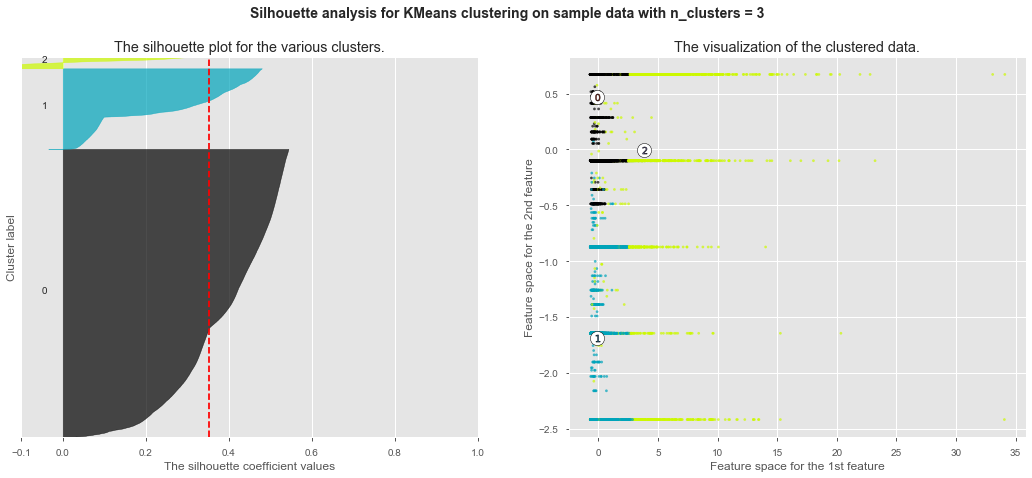 Silhouette analysis for KMeans clustering on sample data with n_clusters = 3
The silhouette plot for the various clusters.
2
1
0
Cluster label
−0.1 0.0 0.2 0.4 0.6 0.8 1.0
The silhouette coefficient values
The visualization of the clustered data.
0.5
0.0
−0.5
−1.0
−1.5
−2.0
−2.5
Feature space for the 2nd feature
0
2
1
0 5 10 15 20 25 30 35
Feature space for the 1st feature